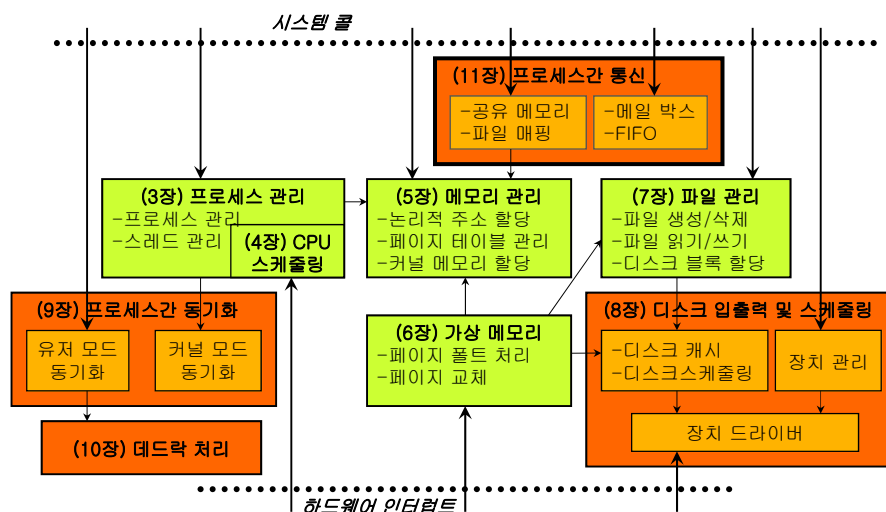 시스템 콜
(11장) 프로세스간 통신
-공유 메모리
-파일 매핑
-메일 박스
-FIFO
(3장) 프로세스 관리
-프로세스 관리
-스레드 관리
(4장) CPU
스케줄링
(5장) 메모리 관리
-논리적 주소 할당
-페이지 테이블 관리
-커널 메모리 할당
(7장) 파일 관리
-파일 생성/삭제
-파일 읽기/쓰기
-디스크 블록 할당
(9장) 프로세스간 동기화
유저 모드
동기화
커널 모드
동기화
(6장) 가상 메모리
-페이지 폴트 처리
-페이지 교체
(8장) 디스크 입출력 및 스케줄링
-디스크 캐시
-디스크스케줄링
장치 관리
장치 드라이버
(10장) 데드락 처리
하드웨어 인터럽트